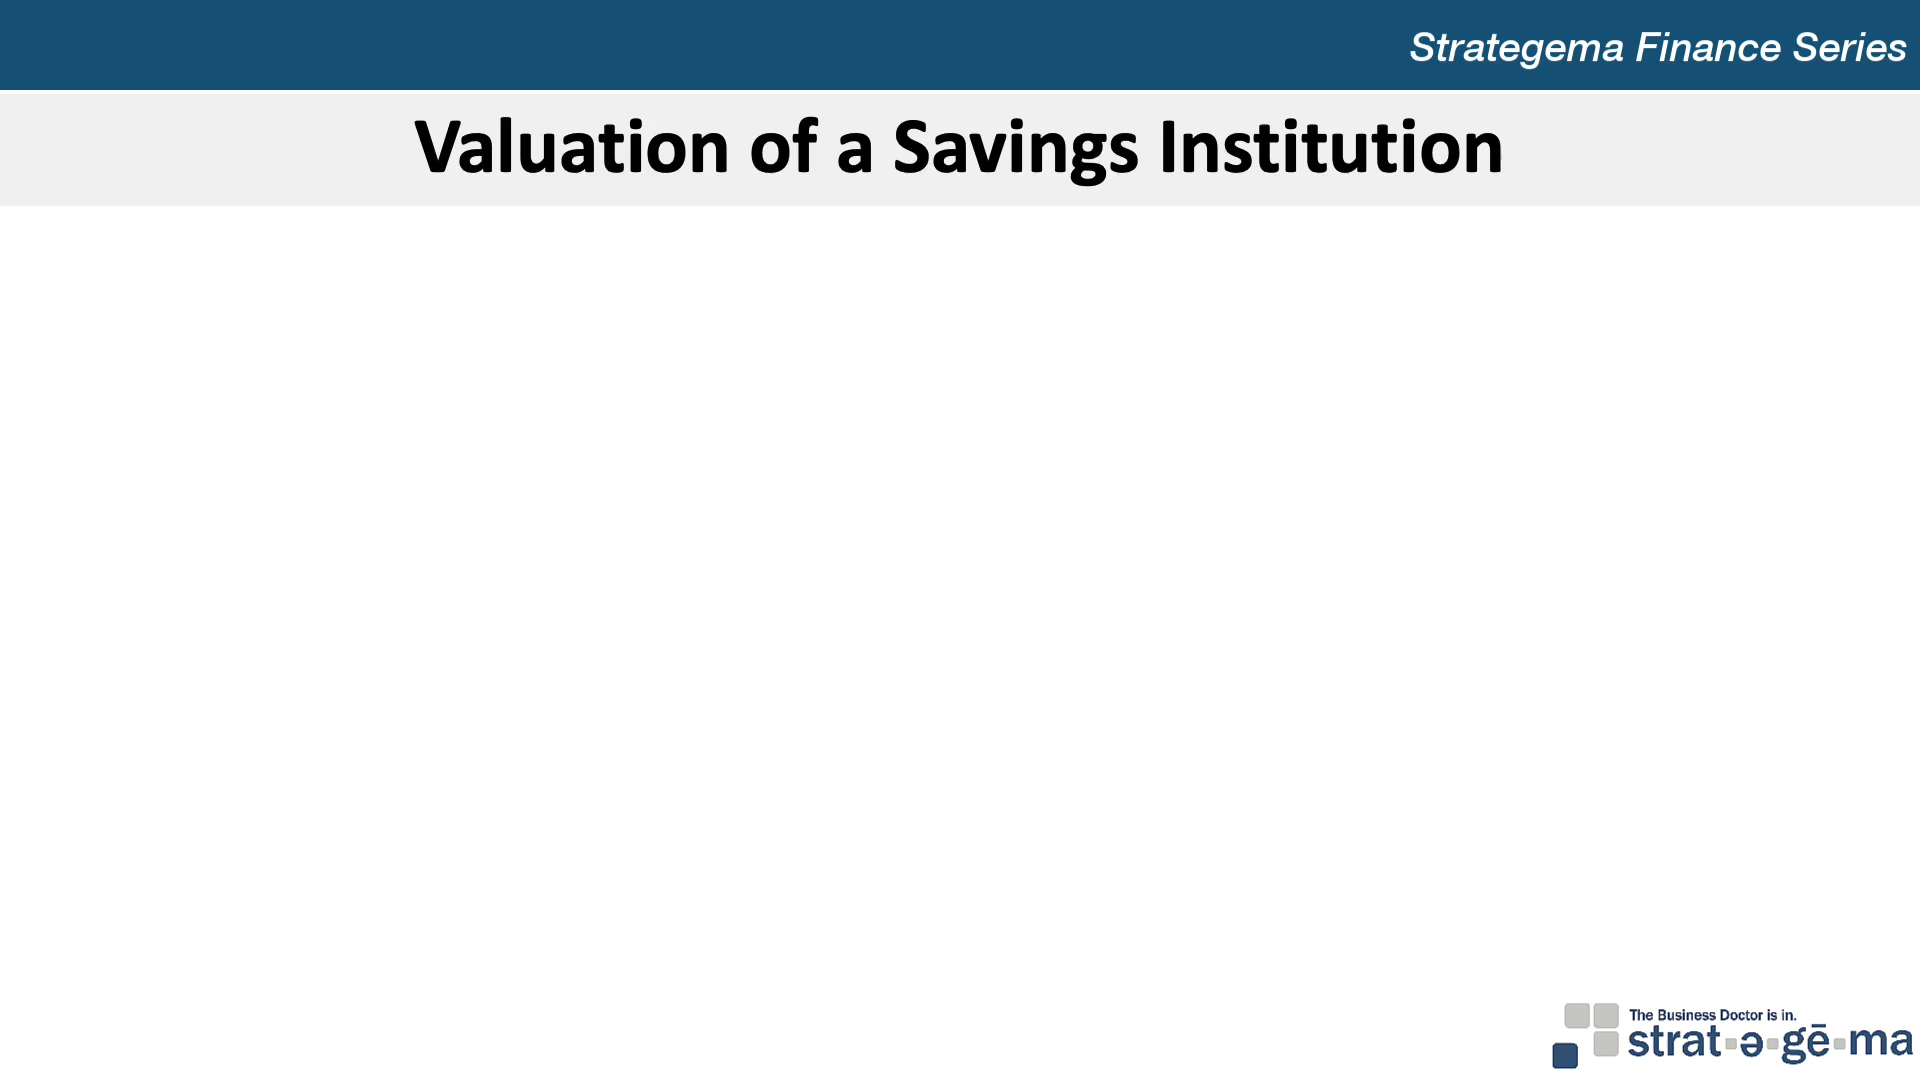 Strategema Finance Series
Valuation of a Savings Institution
The Business Doctor is in.
strat▪ə▪gē▪ma